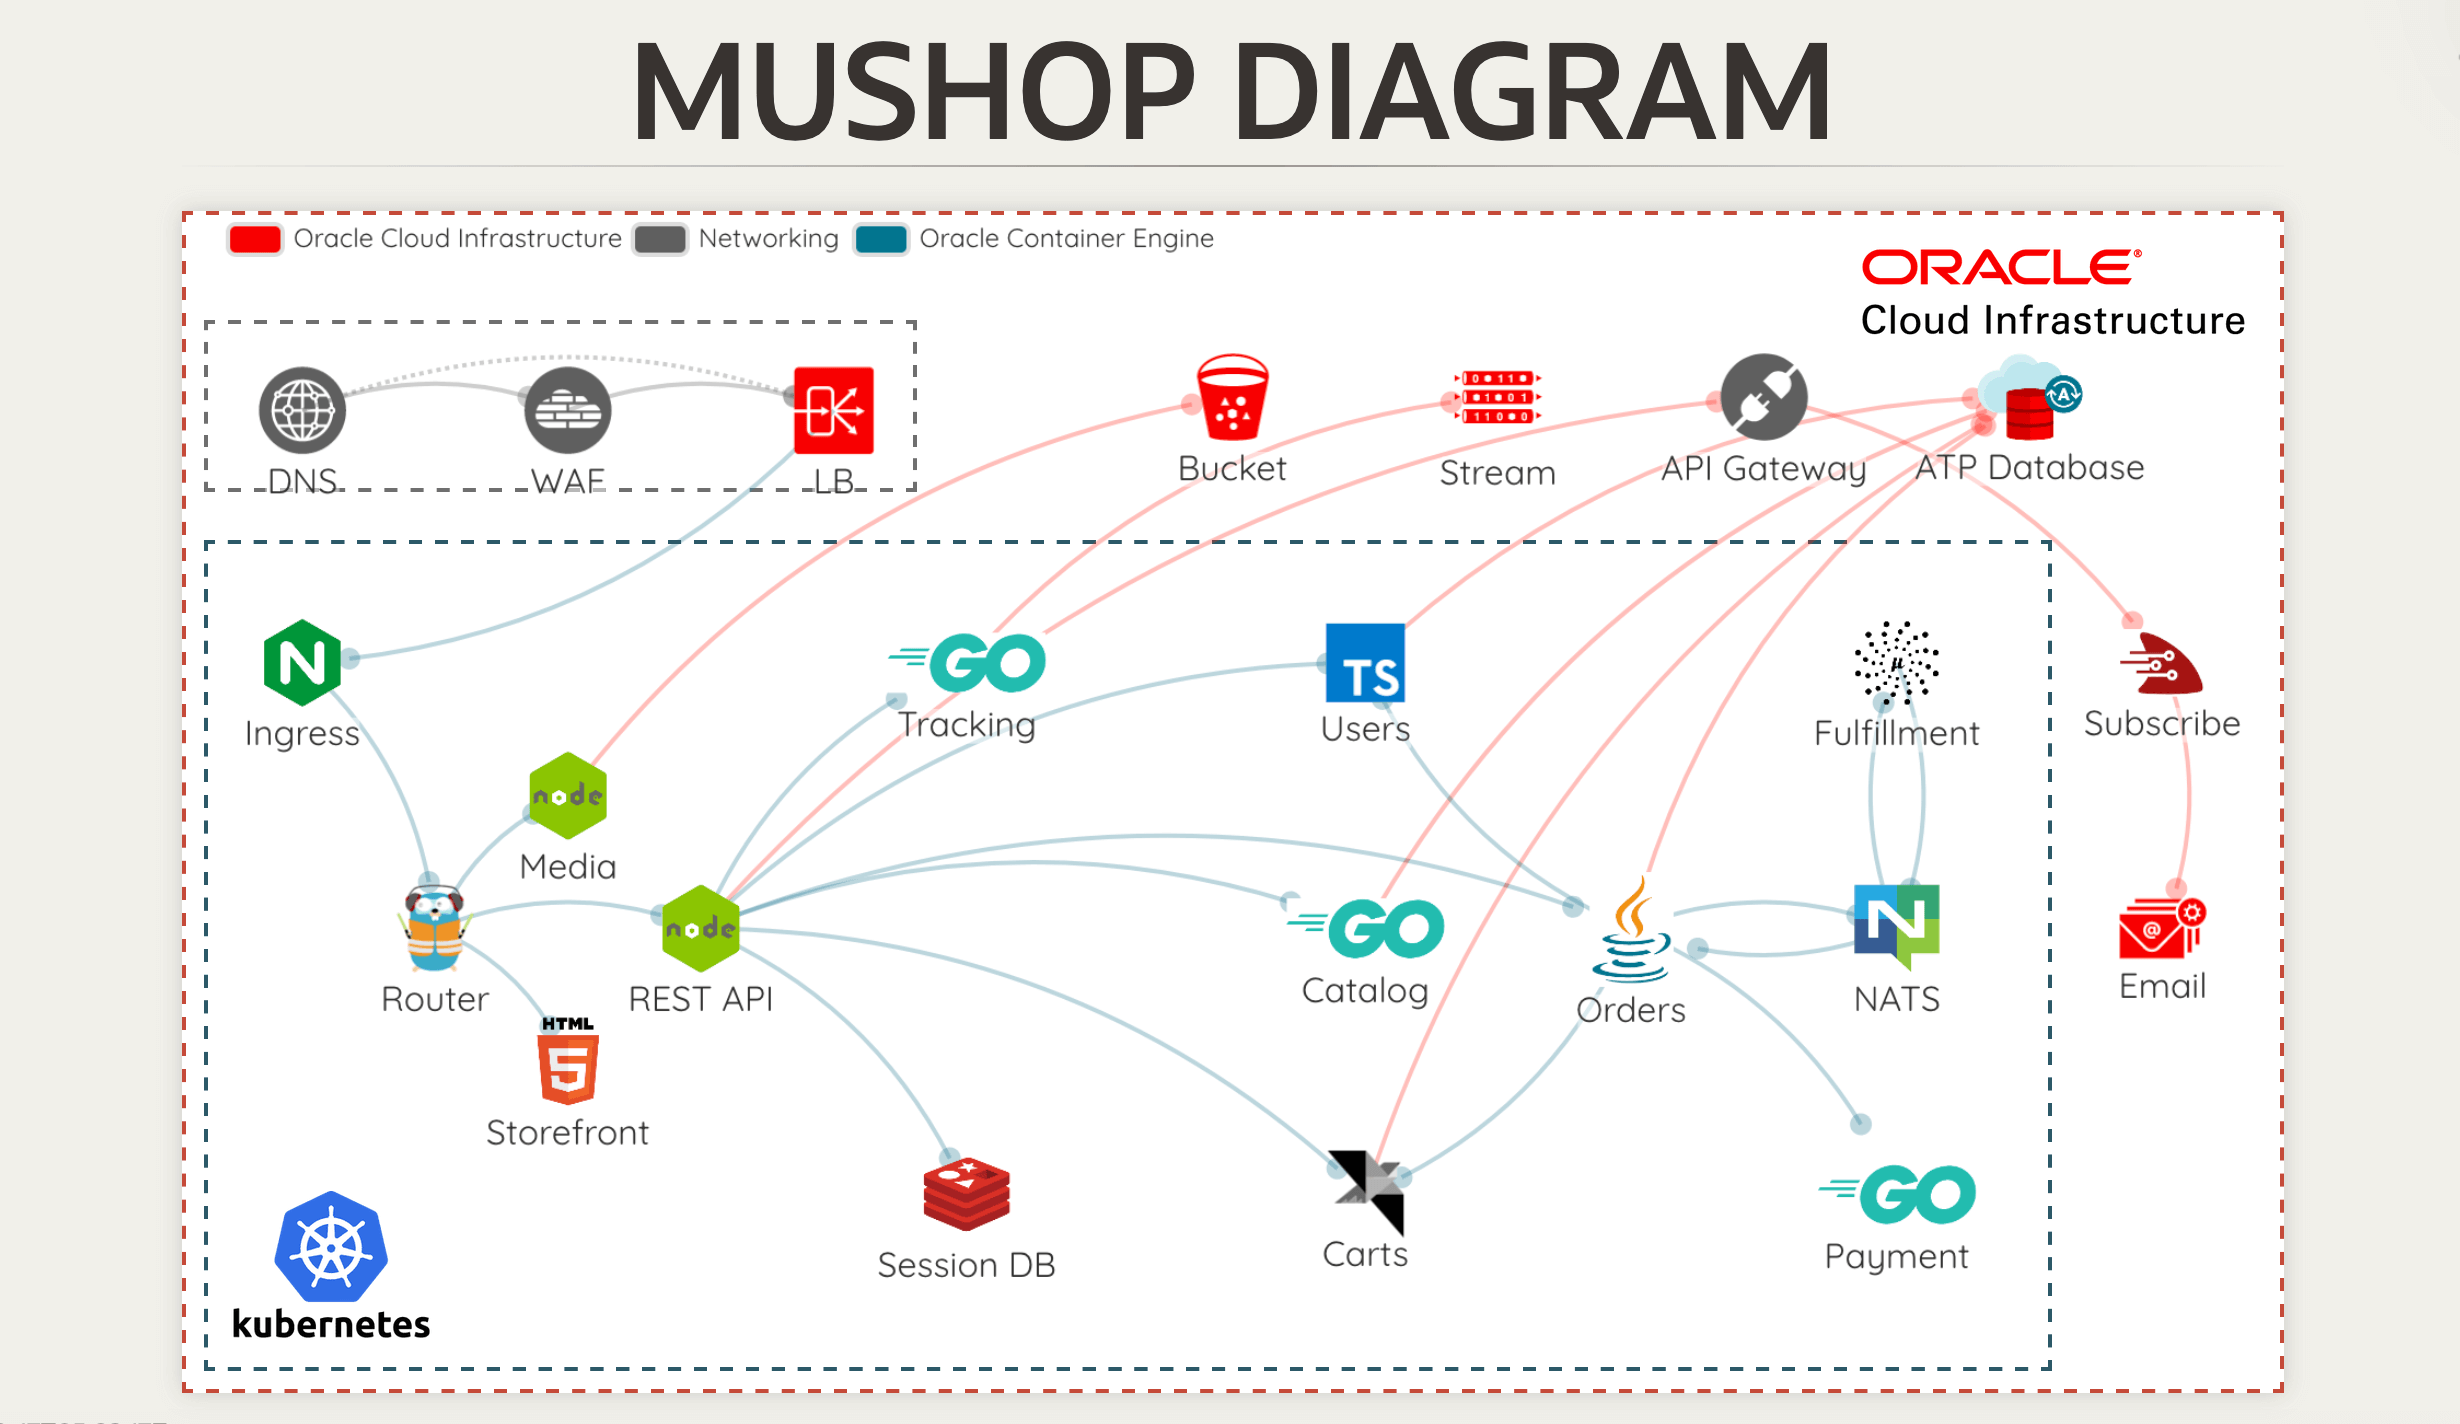 MUSHOP DIAGRAM
Oracle Cloud Infrastructure
Networking
Oracle Container Engine
ORACLE®
Cloud Infrastructure
DNS
WAF
LB
Bucket
Stream
API Gateway
ATP Database
A
N
Ingress
GO
Tracking
TS
Users
µ
Fulfillment
Subscribe
node
Media
Router
node
REST API
GO
Catalog
Orders
N
NATS
@
Email
HTML
5
Storefront
Session DB
Carts
GO
Payment
kubernetes